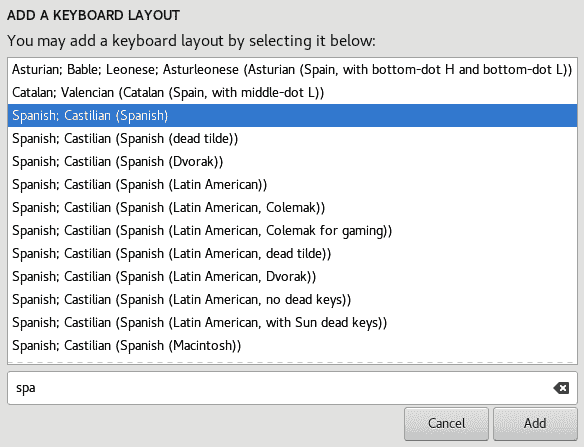 ADD A KEYBOARD LAYOUT
You may add a keyboard layout by selecting it below:
Asturian; Bable; Leonese; Asturleonese (Asturian (Spain, with bottom-dot H and bottom-dot L))
Catalan; Valencian (Catalan (Spain, with middle-dot L))
Spanish; Castilian (Spanish)
Spanish; Castilian (Spanish (dead tilde))
Spanish; Castilian (Spanish (Dvorak))
Spanish; Castilian (Spanish (Latin American))
Spanish; Castilian (Spanish (Latin American, Colemak))
Spanish; Castilian (Spanish (Latin American, Colemak for gaming))
Spanish; Castilian (Spanish (Latin American, dead tilde))
Spanish; Castilian (Spanish (Latin American, Dvorak))
Spanish; Castilian (Spanish (Latin American, no dead keys))
Spanish; Castilian (Spanish (Latin American, with Sun dead keys))
Spanish; Castilian (Spanish (Macintosh))
spa
Cancel Add